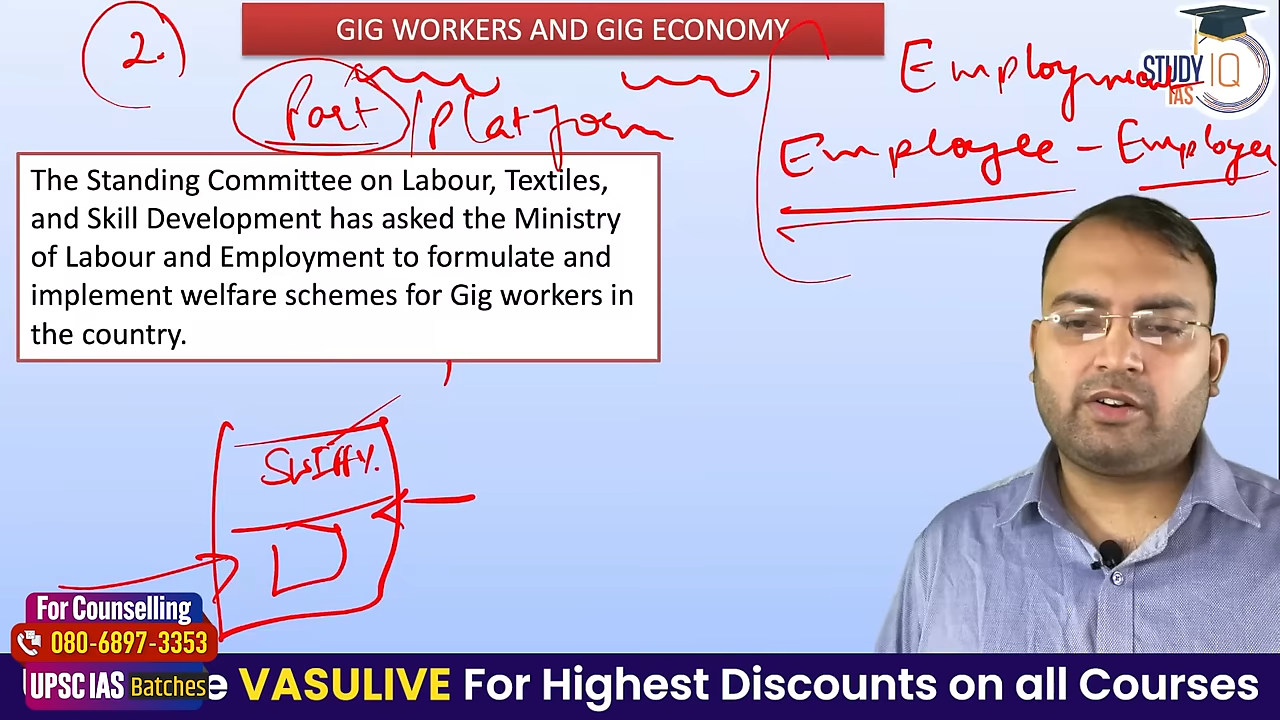 2.
GIG WORKERS AND GIG ECONOMY
STUDY IQ
IAS
Employment
Part / Platform
Employee - Employer
The Standing Committee on Labour, Textiles,
and Skill Development has asked the Ministry
of Labour and Employment to formulate and
implement welfare schemes for Gig workers in
the country.
For Counselling
080-6897-3353
UPSC IAS Batches
e VASULIVE For Highest Discounts on all Courses